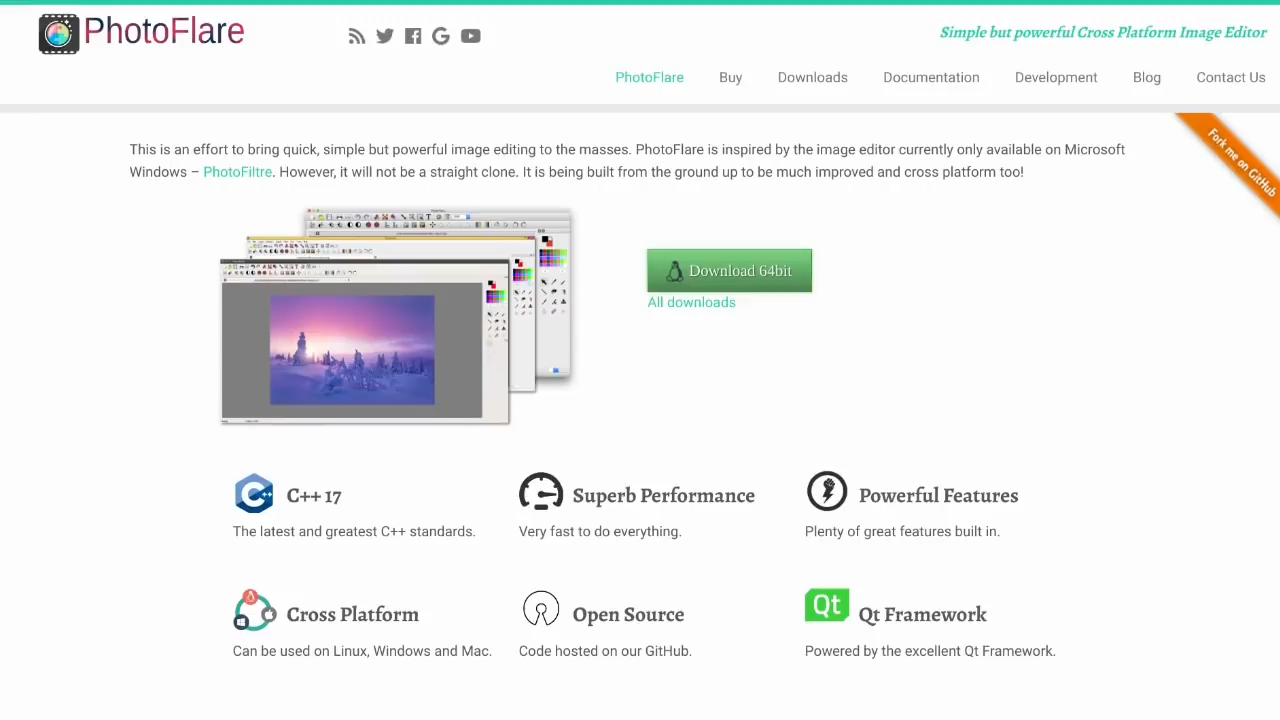 PhotoFlare
Simple but powerful Cross Platform Image Editor
PhotoFlare Buy Downloads Documentation Development Blog Contact Us
Fork me on GitHub
This is an effort to bring quick, simple but powerful image editing to the masses. PhotoFlare is inspired by the image editor currently only available on Microsoft
Windows – PhotoFiltre. However, it will not be a straight clone. It is being built from the ground up to be much improved and cross platform too!
Download 64bit
All downloads
C++ 17
The latest and greatest C++ standards.
Superb Performance
Very fast to do everything.
Powerful Features
Plenty of great features built in.
Cross Platform
Can be used on Linux, Windows and Mac.
Open Source
Code hosted on our GitHub.
Qt
Qt Framework
Powered by the excellent Qt Framework.